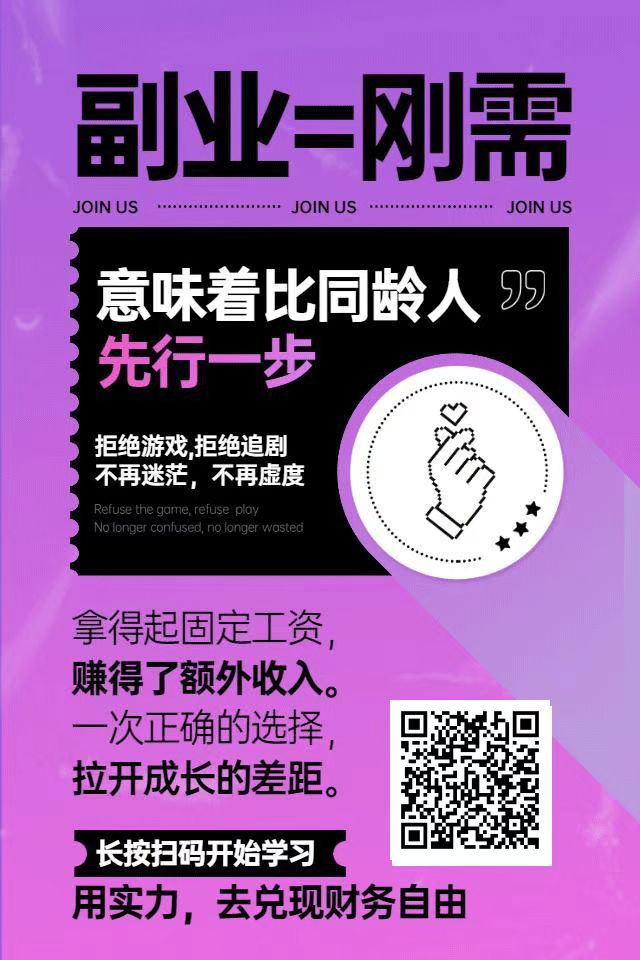 副业=刚需
JOIN US JOIN US JOIN US
意味着比同龄人
先行一步
拒绝游戏,拒绝追剧
不再迷茫，不再虚度
Refuse the game, refuse play
No longer confused, no longer wasted
拿得起固定工资，
赚得了额外收入。
一次正确的选择，
拉开成长的差距。
长按扫码开始学习
用实力，去兑现财务自由